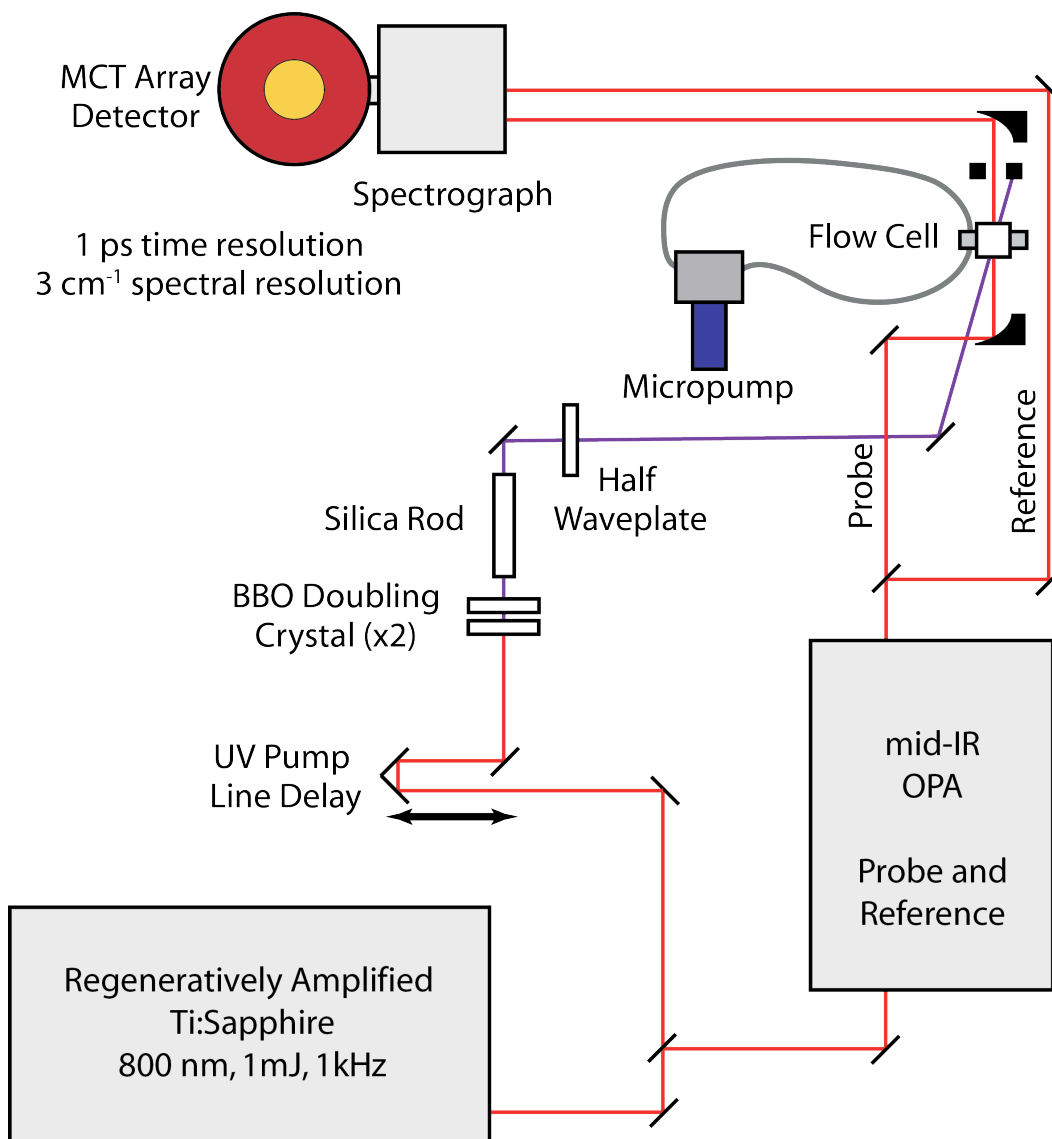 MCT Array
Detector
Spectrograph
1 ps time resolution
3 cm⁻¹ spectral resolution
Flow Cell
Micropump
Half
Waveplate
Probe
Reference
Silica Rod
BBO Doubling
Crystal (x2)
UV Pump
Line Delay
mid-IR
OPA
Probe and
Reference
Regeneratively Amplified
Ti:Sapphire
800 nm, 1mJ, 1kHz